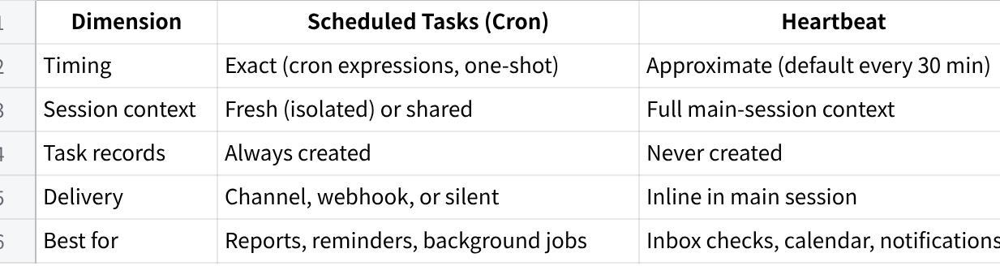 1 Dimension Scheduled Tasks (Cron) Heartbeat
2 Timing Exact (cron expressions, one-shot) Approximate (default every 30 min)
3 Session context Fresh (isolated) or shared Full main-session context
4 Task records Always created Never created
5 Delivery Channel, webhook, or silent Inline in main session
6 Best for Reports, reminders, background jobs Inbox checks, calendar, notifications